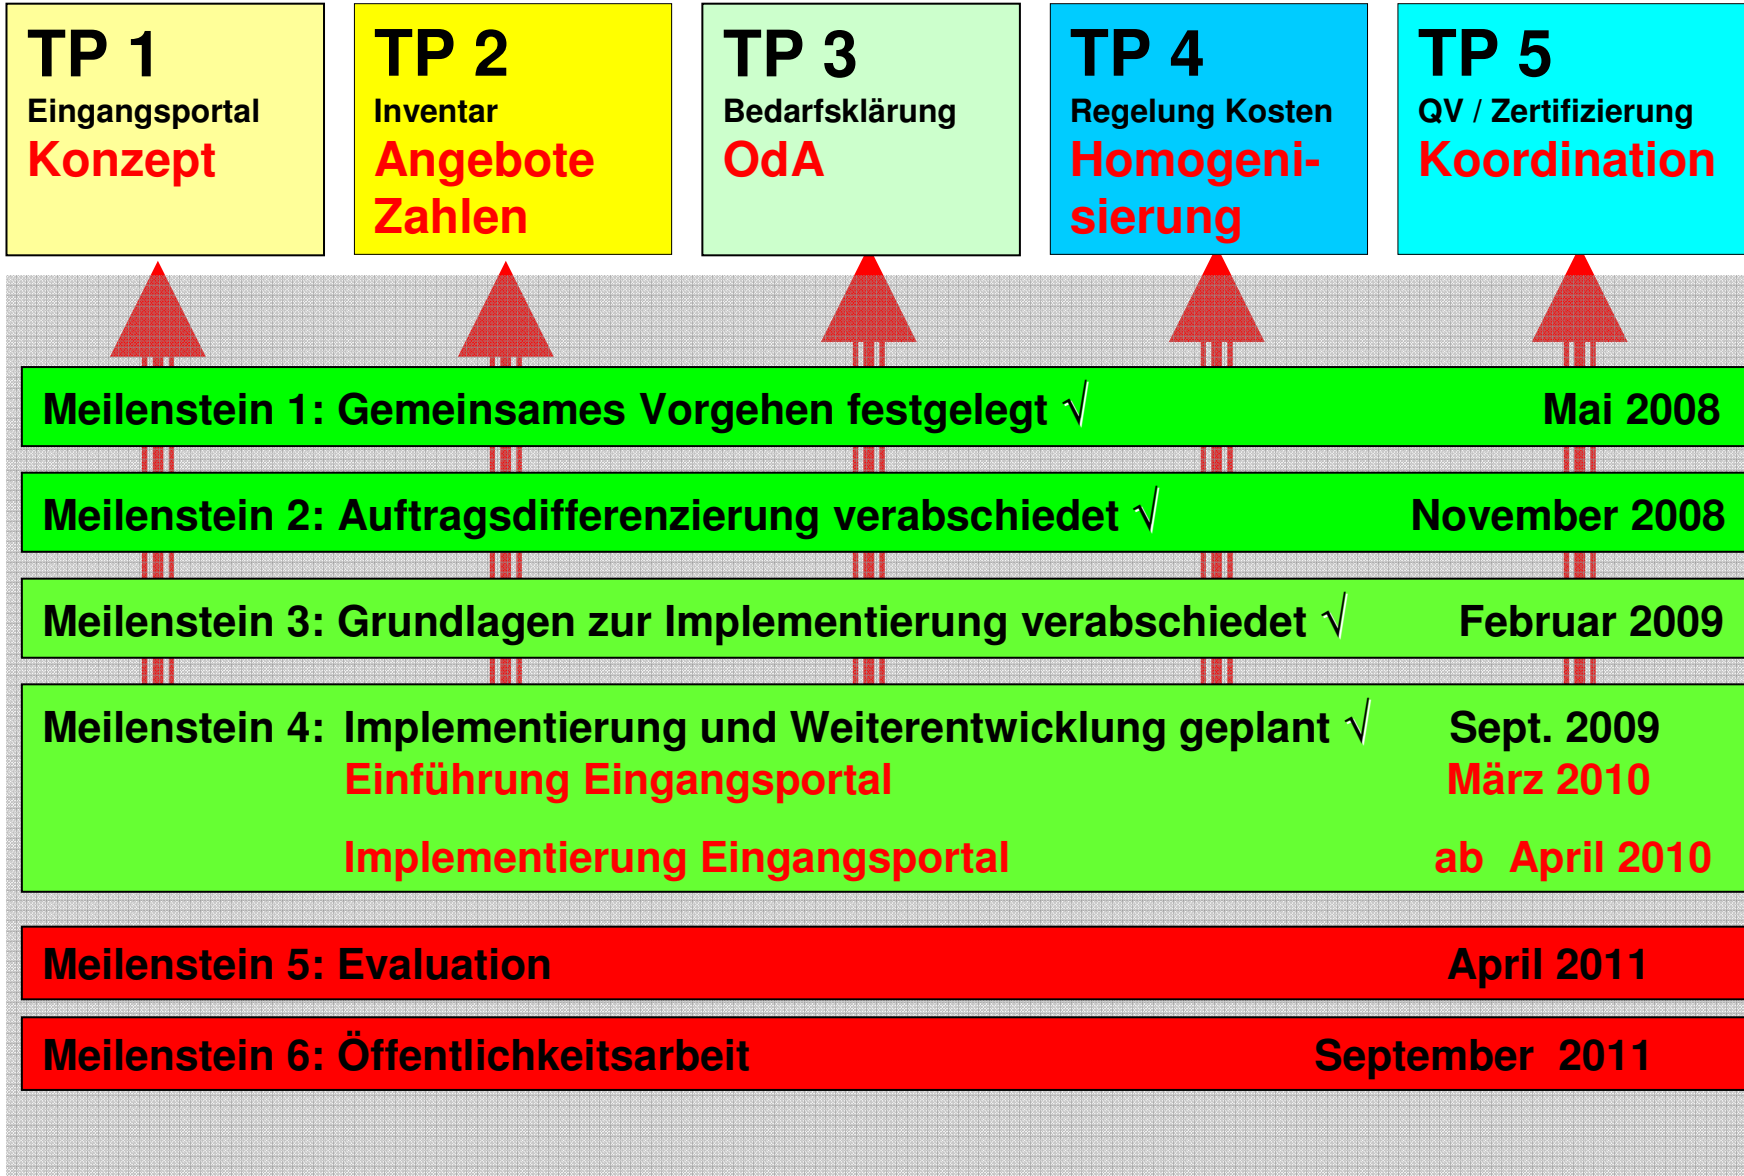 TP 1
Eingangsportal
Konzept
TP 2
Inventar
Angebote
Zahlen
TP 3
Bedarfsklärung
OdA
TP 4
Regelung Kosten
Homogeni-
sierung
TP 5
QV / Zertifizierung
Koordination
Meilenstein 1: Gemeinsames Vorgehen festgelegt √ Mai 2008
Meilenstein 2: Auftragsdifferenzierung verabschiedet √ November 2008
Meilenstein 3: Grundlagen zur Implementierung verabschiedet √ Februar 2009
Meilenstein 4: Implementierung und Weiterentwicklung geplant √ Sept. 2009
Einführung Eingangsportal März 2010
Implementierung Eingangsportal ab April 2010
Meilenstein 5: Evaluation April 2011
Meilenstein 6: Öffentlichkeitsarbeit September 2011